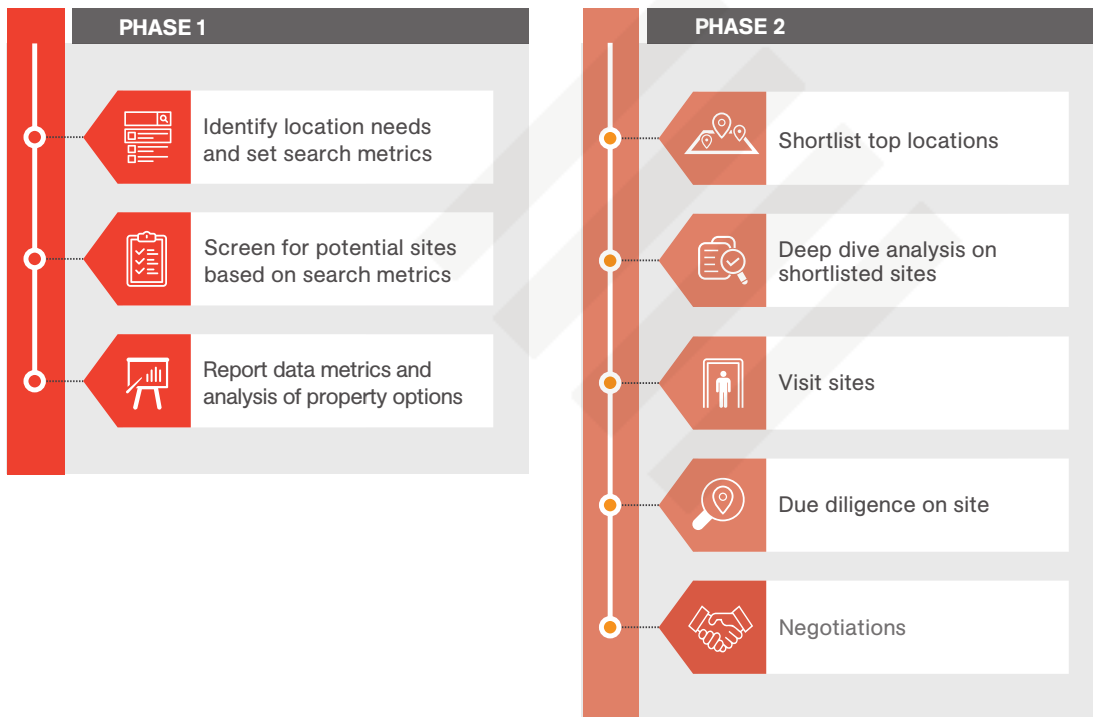 PHASE 1
Identify location needs
and set search metrics
Screen for potential sites
based on search metrics
Report data metrics and
analysis of property options
PHASE 2
Shortlist top locations
Deep dive analysis on
shortlisted sites
Visit sites
Due diligence on site
Negotiations